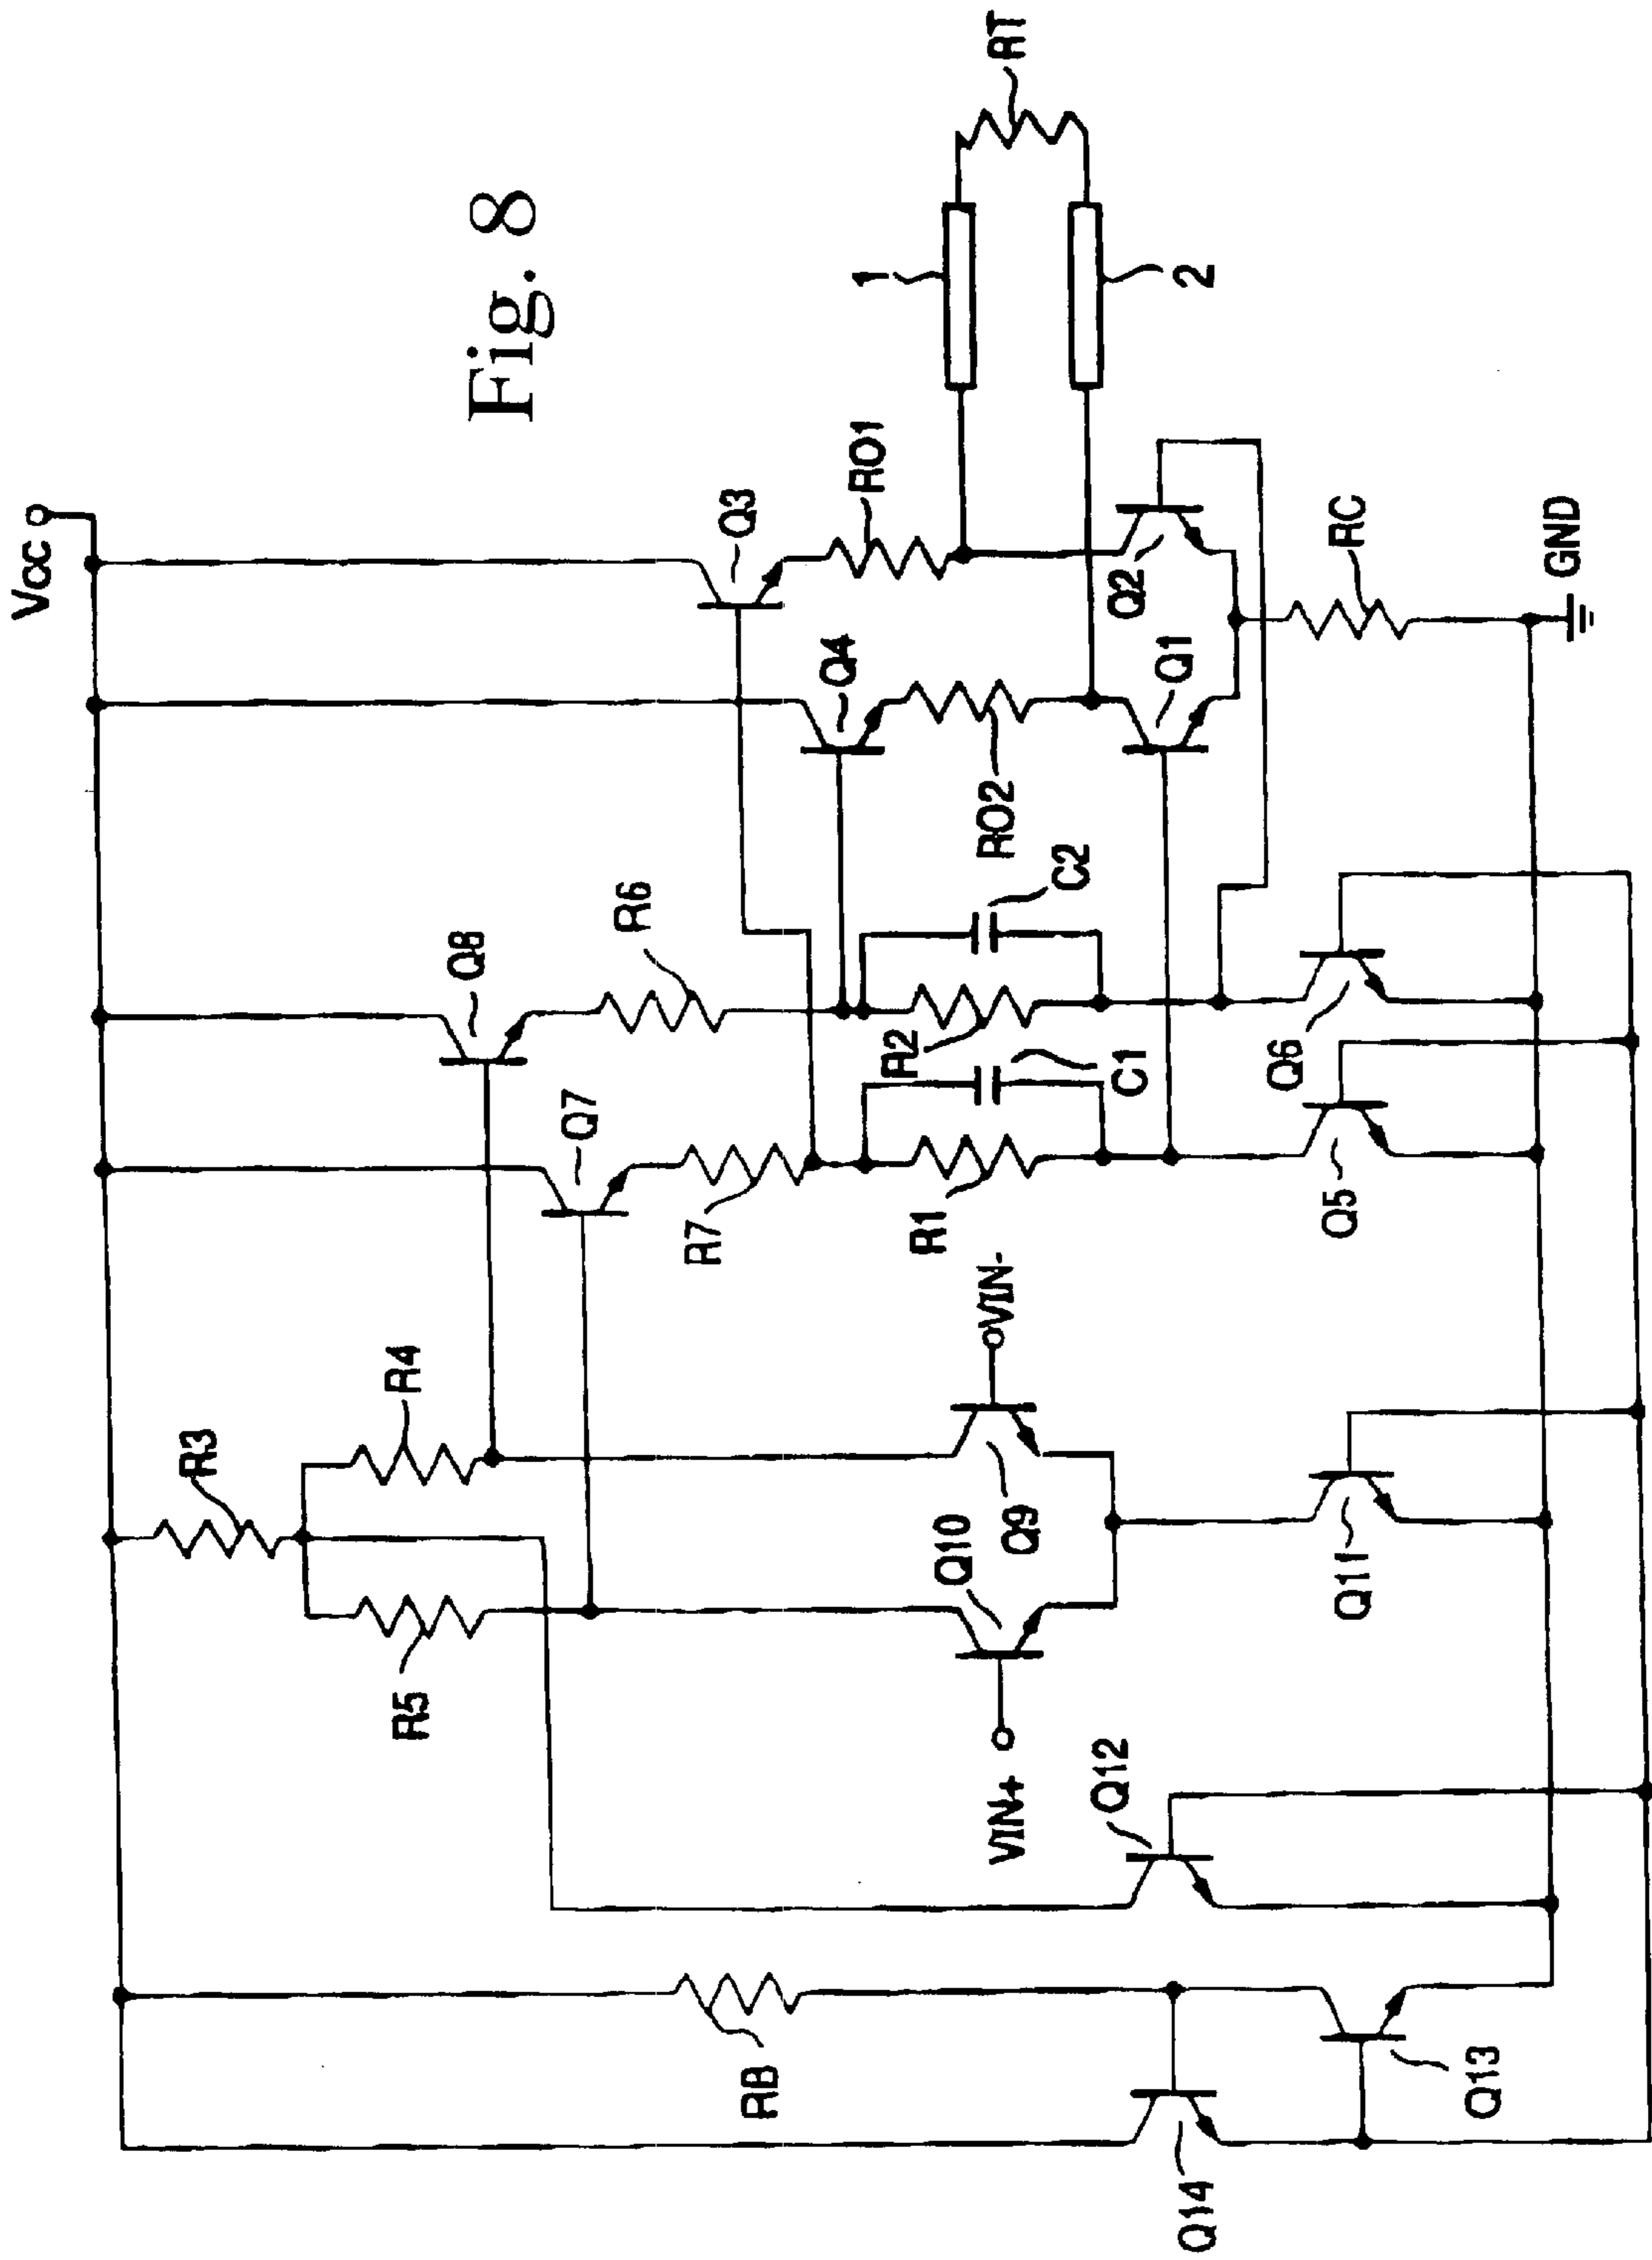 Fig. 8
Vcc
Q3
RO1
1
RT
2
Q4
RO2
Q1
Q2
RC
GND
Q8
R6
C2
R2
Q7
R7
R1
C1
Q5
Q6
R3
R4
R5
VIN-
Q9
Q10
VIN+
Q11
Q12
RB
Q13
Q14